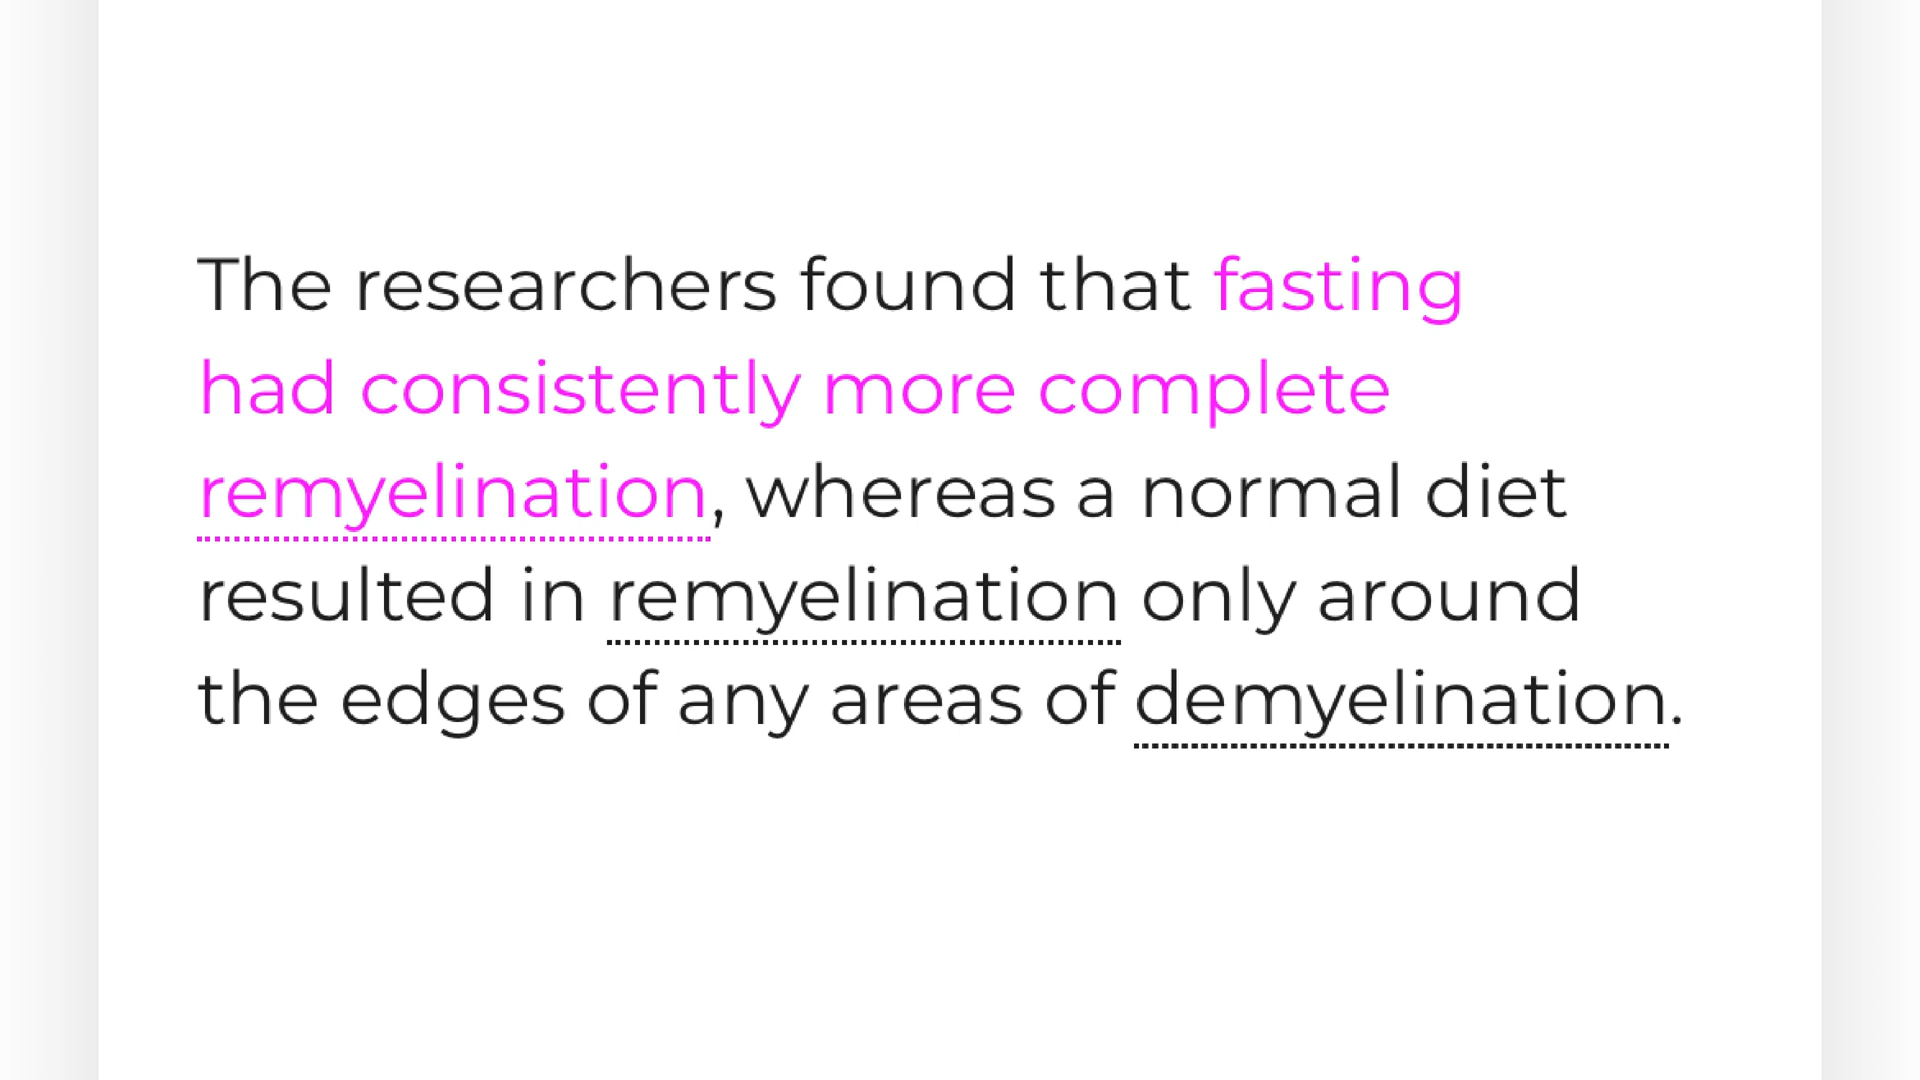 The researchers found that fasting
had consistently more complete
remyelination, whereas a normal diet
resulted in remyelination only around
the edges of any areas of demyelination.